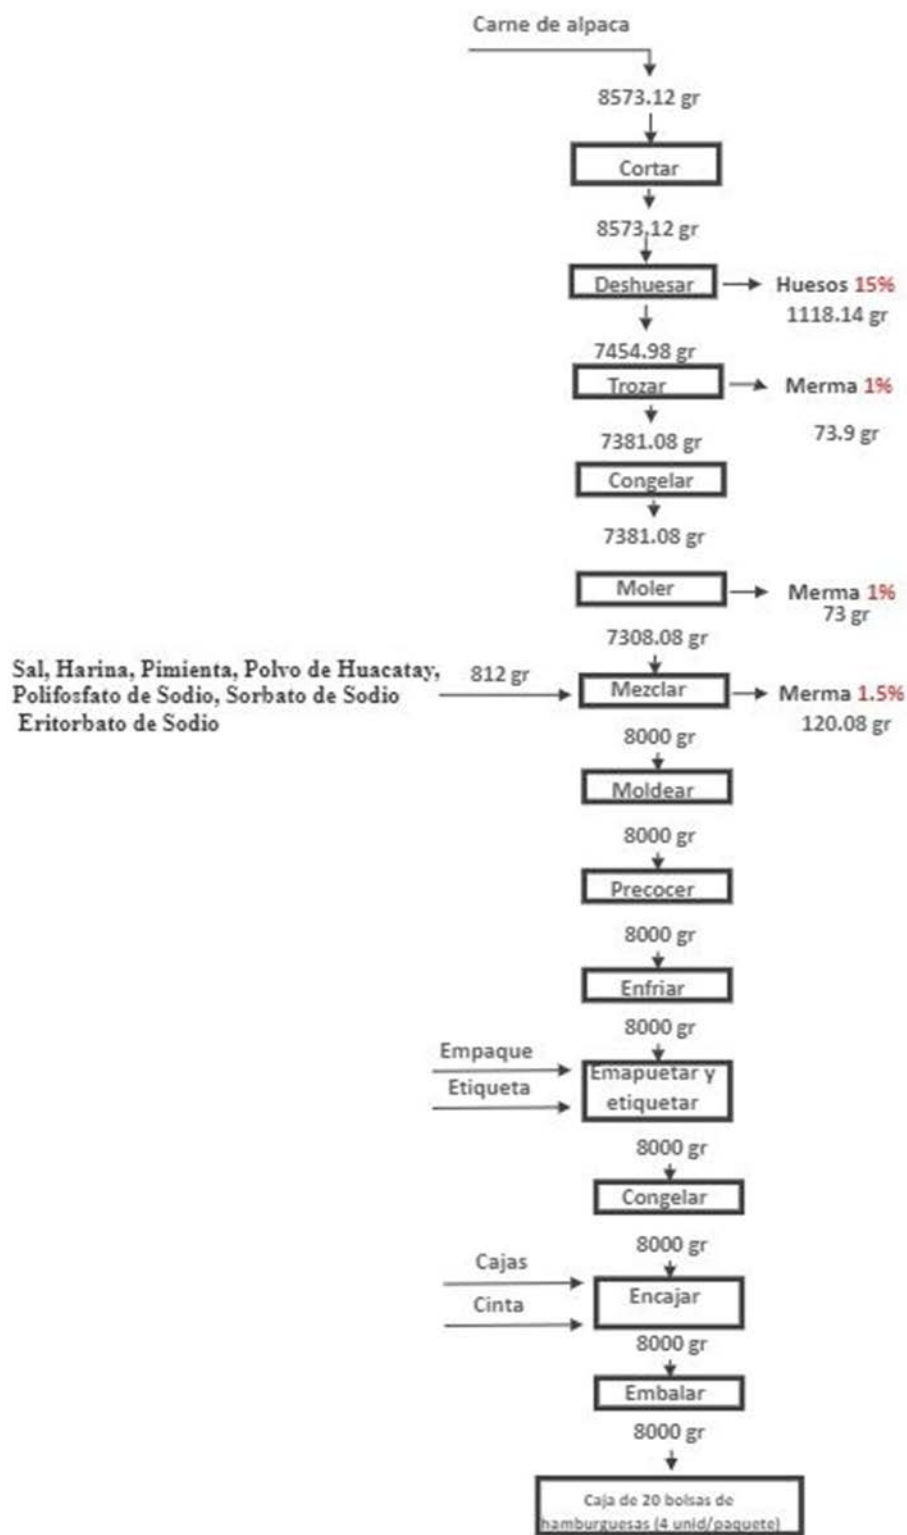 Carne de alpaca
8573.12 gr
Cortar
8573.12 gr
Deshuesar
Huesos 15%
1118.14 gr
7454.98 gr
Trozar
Merma 1%
73.9 gr
7381.08 gr
Congelar
7381.08 gr
Moler
Merma 1%
73 gr
7308.08 gr
Sal, Harina, Pimienta, Polvo de Huacatay,
Polifosfato de Sodio, Sorbato de Sodio
Eritorbato de Sodio
812 gr
Mezclar
Merma 1.5%
120.08 gr
8000 gr
Moldear
8000 gr
Precocer
8000 gr
Enfriar
8000 gr
Empaque
Etiqueta
Emapuetar y
etiquetar
8000 gr
Congelar
8000 gr
Cajas
Cinta
Encajar
8000 gr
Embalar
8000 gr
Caja de 20 bolsas de
hamburguesas (4 unid/paquete)